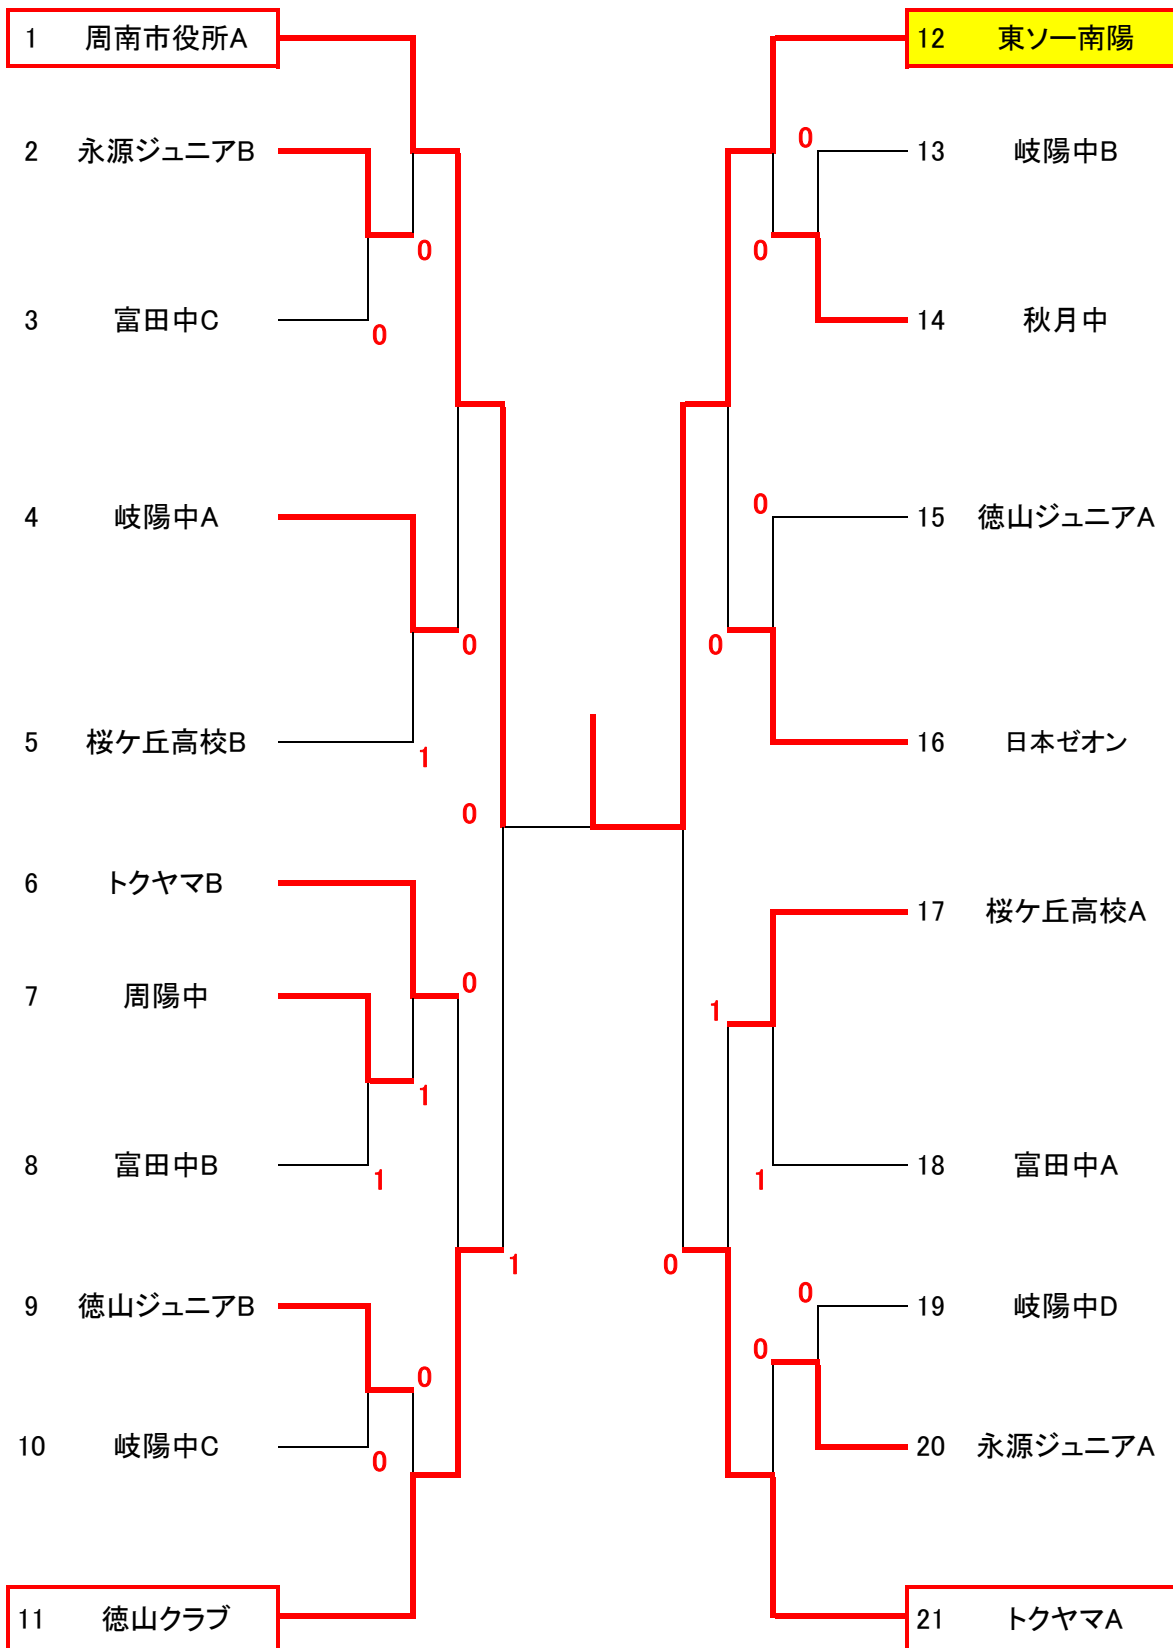 1 周南市役所A
2 永源ジュニアB
0
3 富田中C
0
4 岐陽中A
0
5 桜ケ丘高校B
1
0
6 トクヤマB
0
7 周陽中
1
8 富田中B
1
1
9 徳山ジュニアB
0
10 岐陽中C
0
11 徳山クラブ
12 東ソー南陽
0
13 岐陽中B
0
14 秋月中
0
15 徳山ジュニアA
0
16 日本ゼオン
17 桜ケ丘高校A
1
18 富田中A
1
0
0
19 岐陽中D
0
20 永源ジュニアA
21 トクヤマA